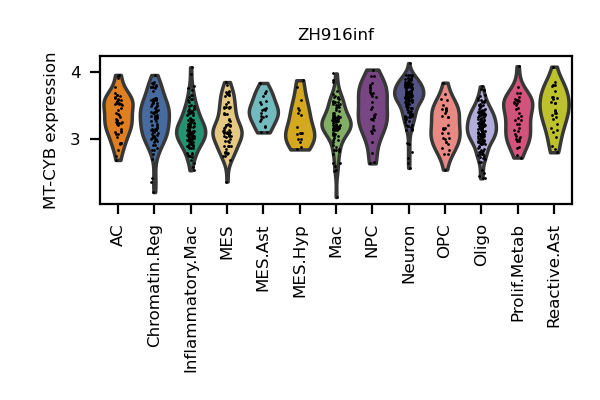 ZH916inf
MT-CYB expression
4
3
AC
Chromatin.Reg
Inflammatory.Mac
MES
MES.Ast
MES.Hyp
Mac
NPC
Neuron
OPC
Oligo
Prolif.Metab
Reactive.Ast